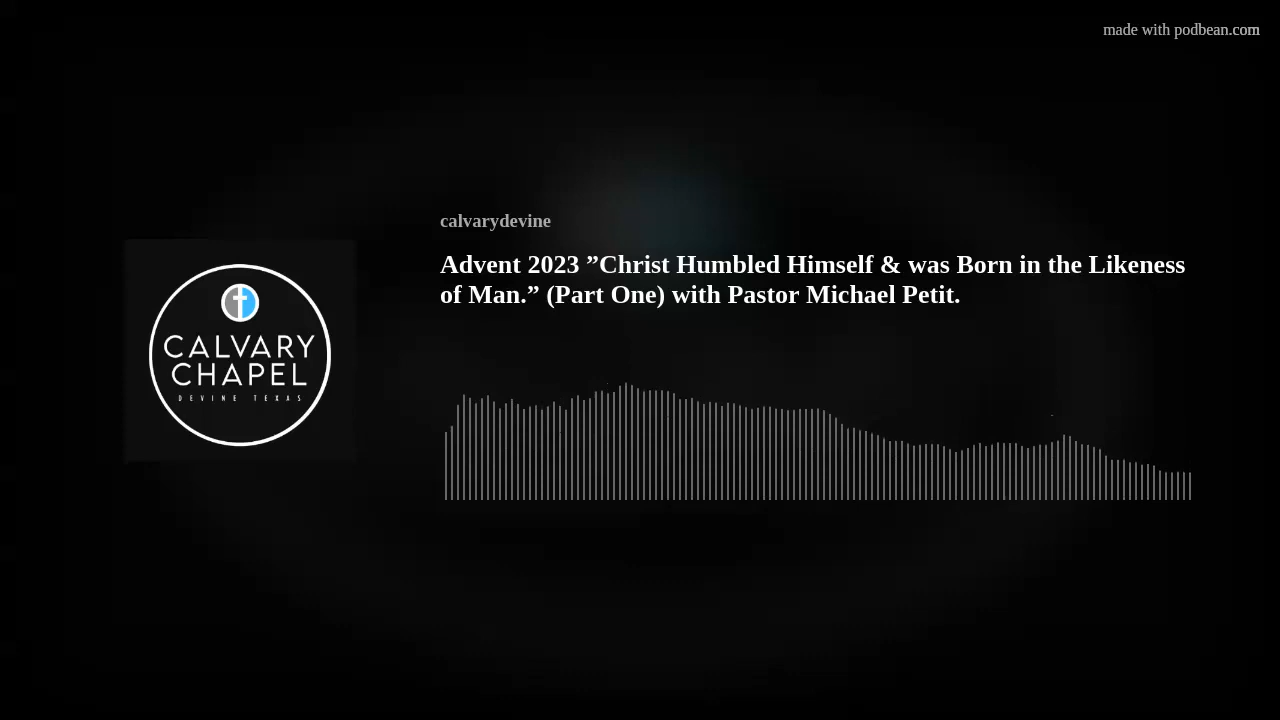 made with podbean.com
calvarydevine
Advent 2023 ”Christ Humbled Himself & was Born in the Likeness
of Man.” (Part One) with Pastor Michael Petit.
CALVARY
CHAPEL
DEVINE TEXAS